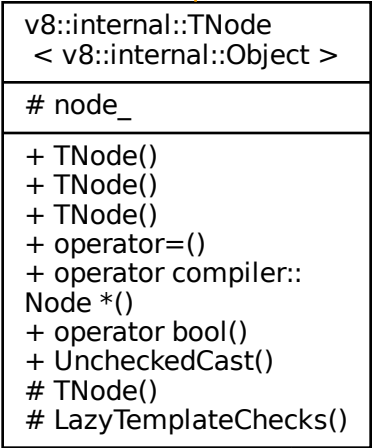 v8::internal::TNode
< v8::internal::Object >
# node_
+ TNode()
+ TNode()
+ TNode()
+ operator=()
+ operator compiler::
Node *()
+ operator bool()
+ UncheckedCast()
# TNode()
# LazyTemplateChecks()